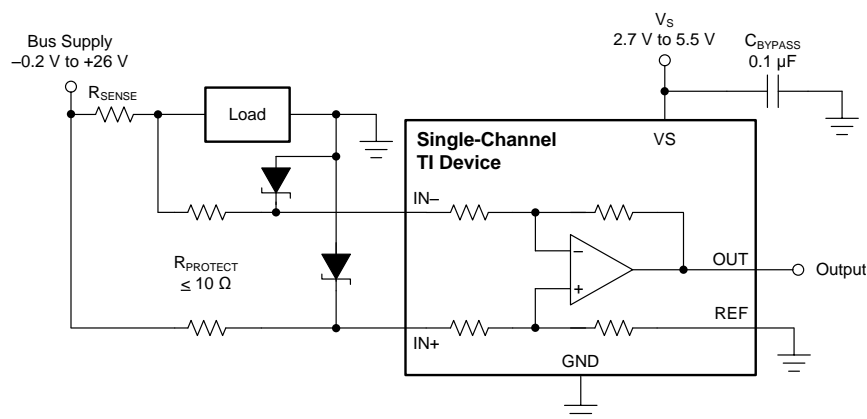 Bus Supply
–0.2 V to +26 V
RSENSE
Load
VS
2.7 V to 5.5 V
CBYPASS
0.1 µF
Single-Channel
TI Device
VS
IN–
RPROTECT
≤ 10 Ω
–
+
OUT
Output
REF
IN+
GND